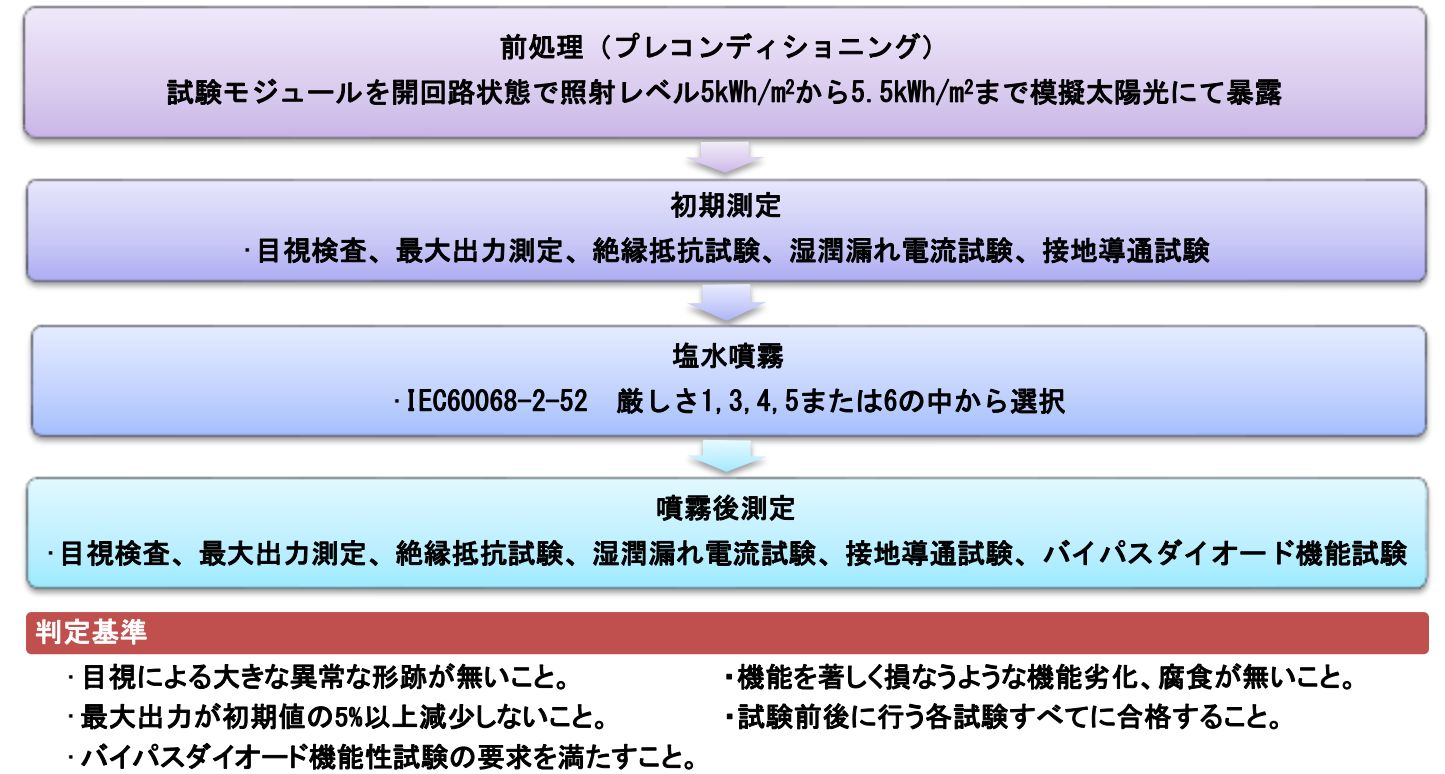 前処理（プレコンディショニング）
試験モジュールを開回路状態で照射レベル5kWh/m²から5.5kWh/m²まで模擬太陽光にて暴露
初期測定
･目視検査、最大出力測定、絶縁抵抗試験、湿潤漏れ電流試験、接地導通試験
塩水噴霧
･IEC60068-2-52　厳しさ1,3,4,5または6の中から選択
噴霧後測定
･目視検査、最大出力測定、絶縁抵抗試験、湿潤漏れ電流試験、接地導通試験、バイパスダイオード機能試験
判定基準
･目視による大きな異常な形跡が無いこと。
･最大出力が初期値の5%以上減少しないこと。
･バイパスダイオード機能性試験の要求を満たすこと。
･機能を著しく損なうような機能劣化、腐食が無いこと。
･試験前後に行う各試験すべてに合格すること。